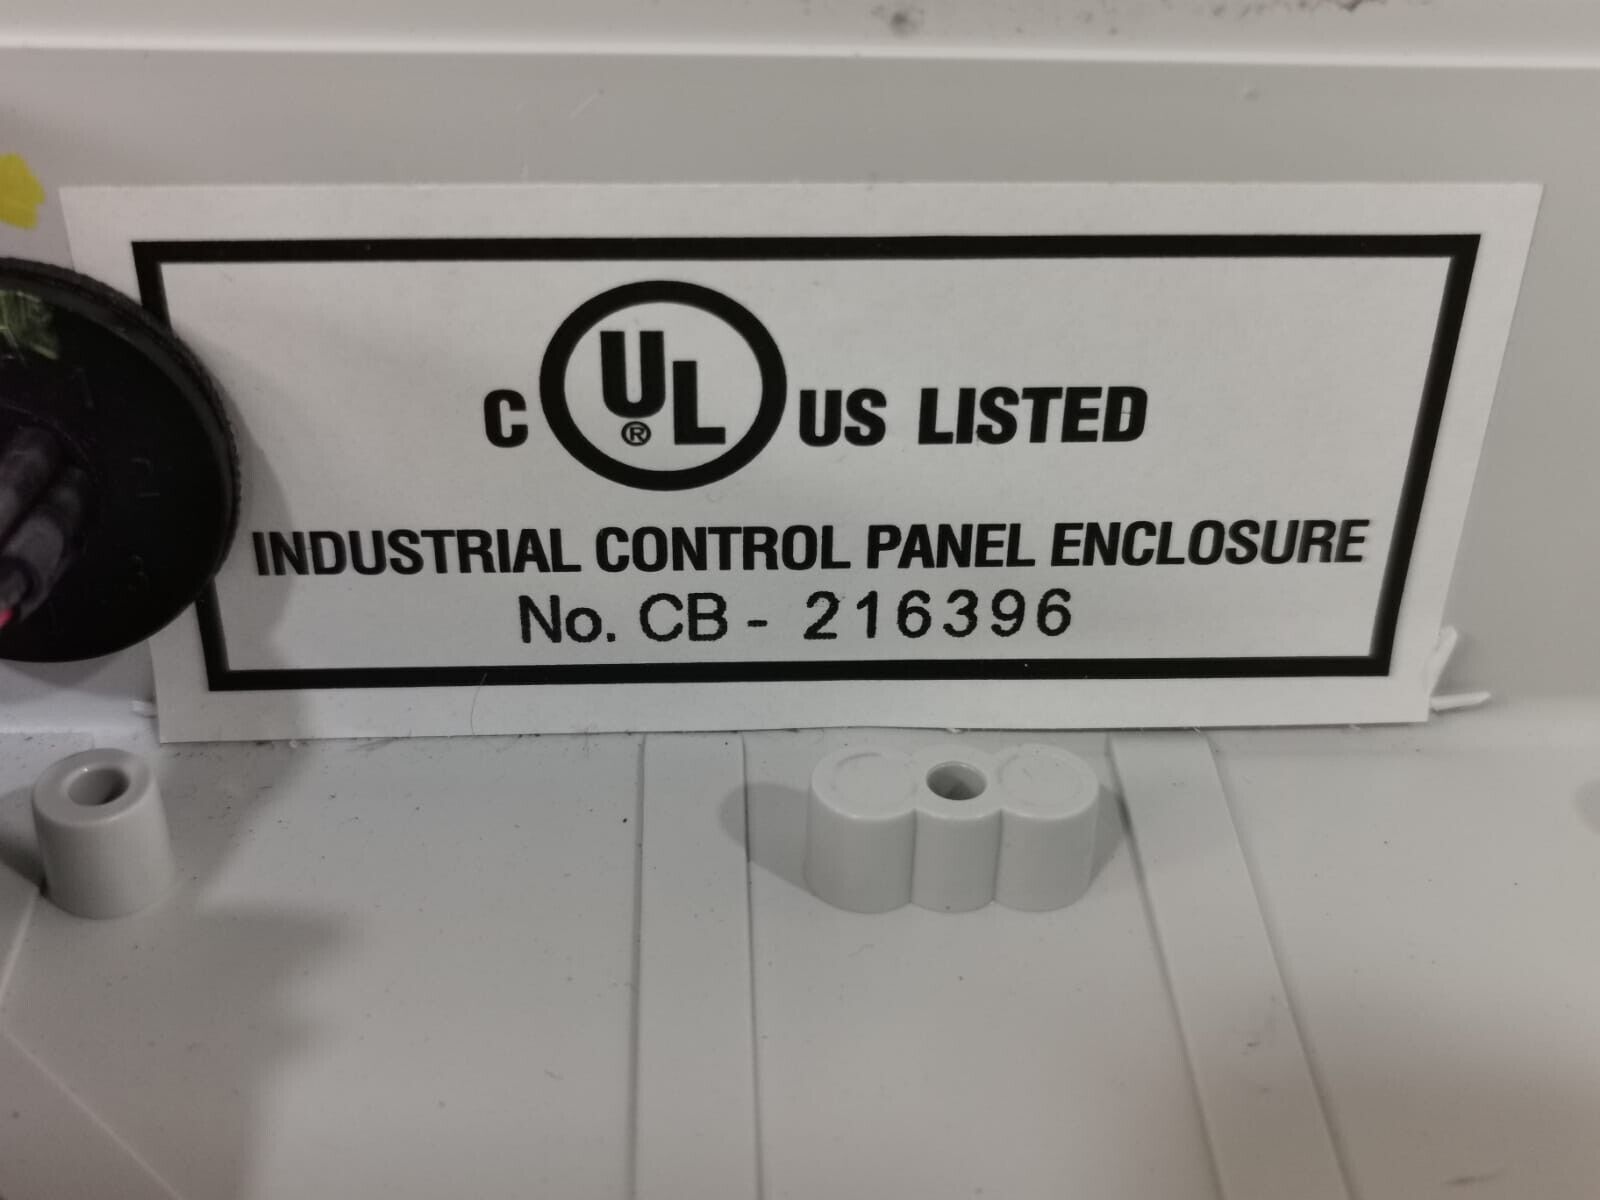 C UL® US LISTED
INDUSTRIAL CONTROL PANEL ENCLOSURE
No. CB - 216396